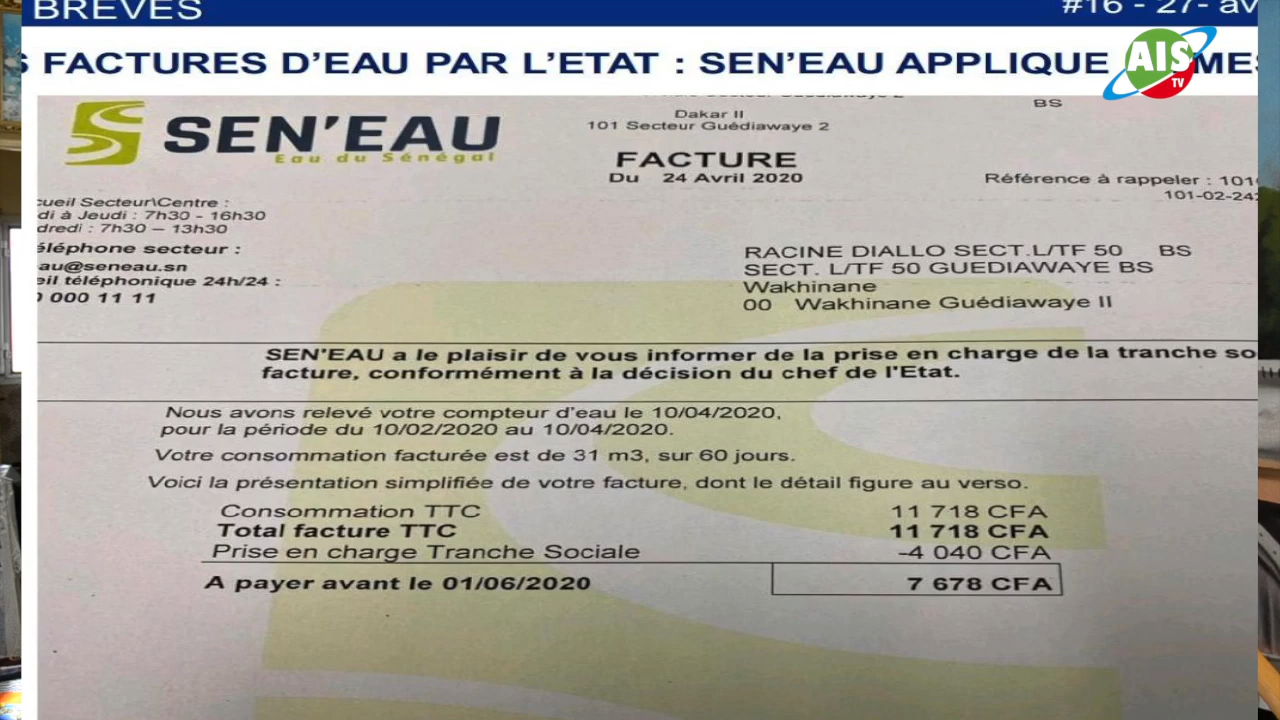 BREVES
#16 - 27- av
FACTURES D'EAU PAR L'ETAT : SEN'EAU APPLIQUE
MES
AIS
TV
SEN'EAU
Eau du Sénégal
BS
Dakar II
101 Secteur Guédiawaye 2
FACTURE
Du 24 Avril 2020
Référence à rappeler : 101
101-02-24
cueil Secteur\Centre :
di à Jeudi : 7h30 - 16h30
dredi : 7h30 – 13h30
éléphone secteur :
au@seneau.sn
eil téléphonique 24h/24 :
000 11 11
RACINE DIALLO SECT.L/TF 50 BS
SECT. L/TF 50 GUEDIAWAYE BS
Wakhinane
00 Wakhinane Guédiawaye II
SEN'EAU a le plaisir de vous informer de la prise en charge de la tranche so
facture, conformément à la décision du chef de l'Etat.
Nous avons relevé votre compteur d'eau le 10/04/2020,
pour la période du 10/02/2020 au 10/04/2020.
Votre consommation facturée est de 31 m3, sur 60 jours.
Voici la présentation simplifiée de votre facture, dont le détail figure au verso.
Consommation TTC 11 718 CFA
Total facture TTC 11 718 CFA
Prise en charge Tranche Sociale -4 040 CFA
A payer avant le 01/06/2020 7 678 CFA